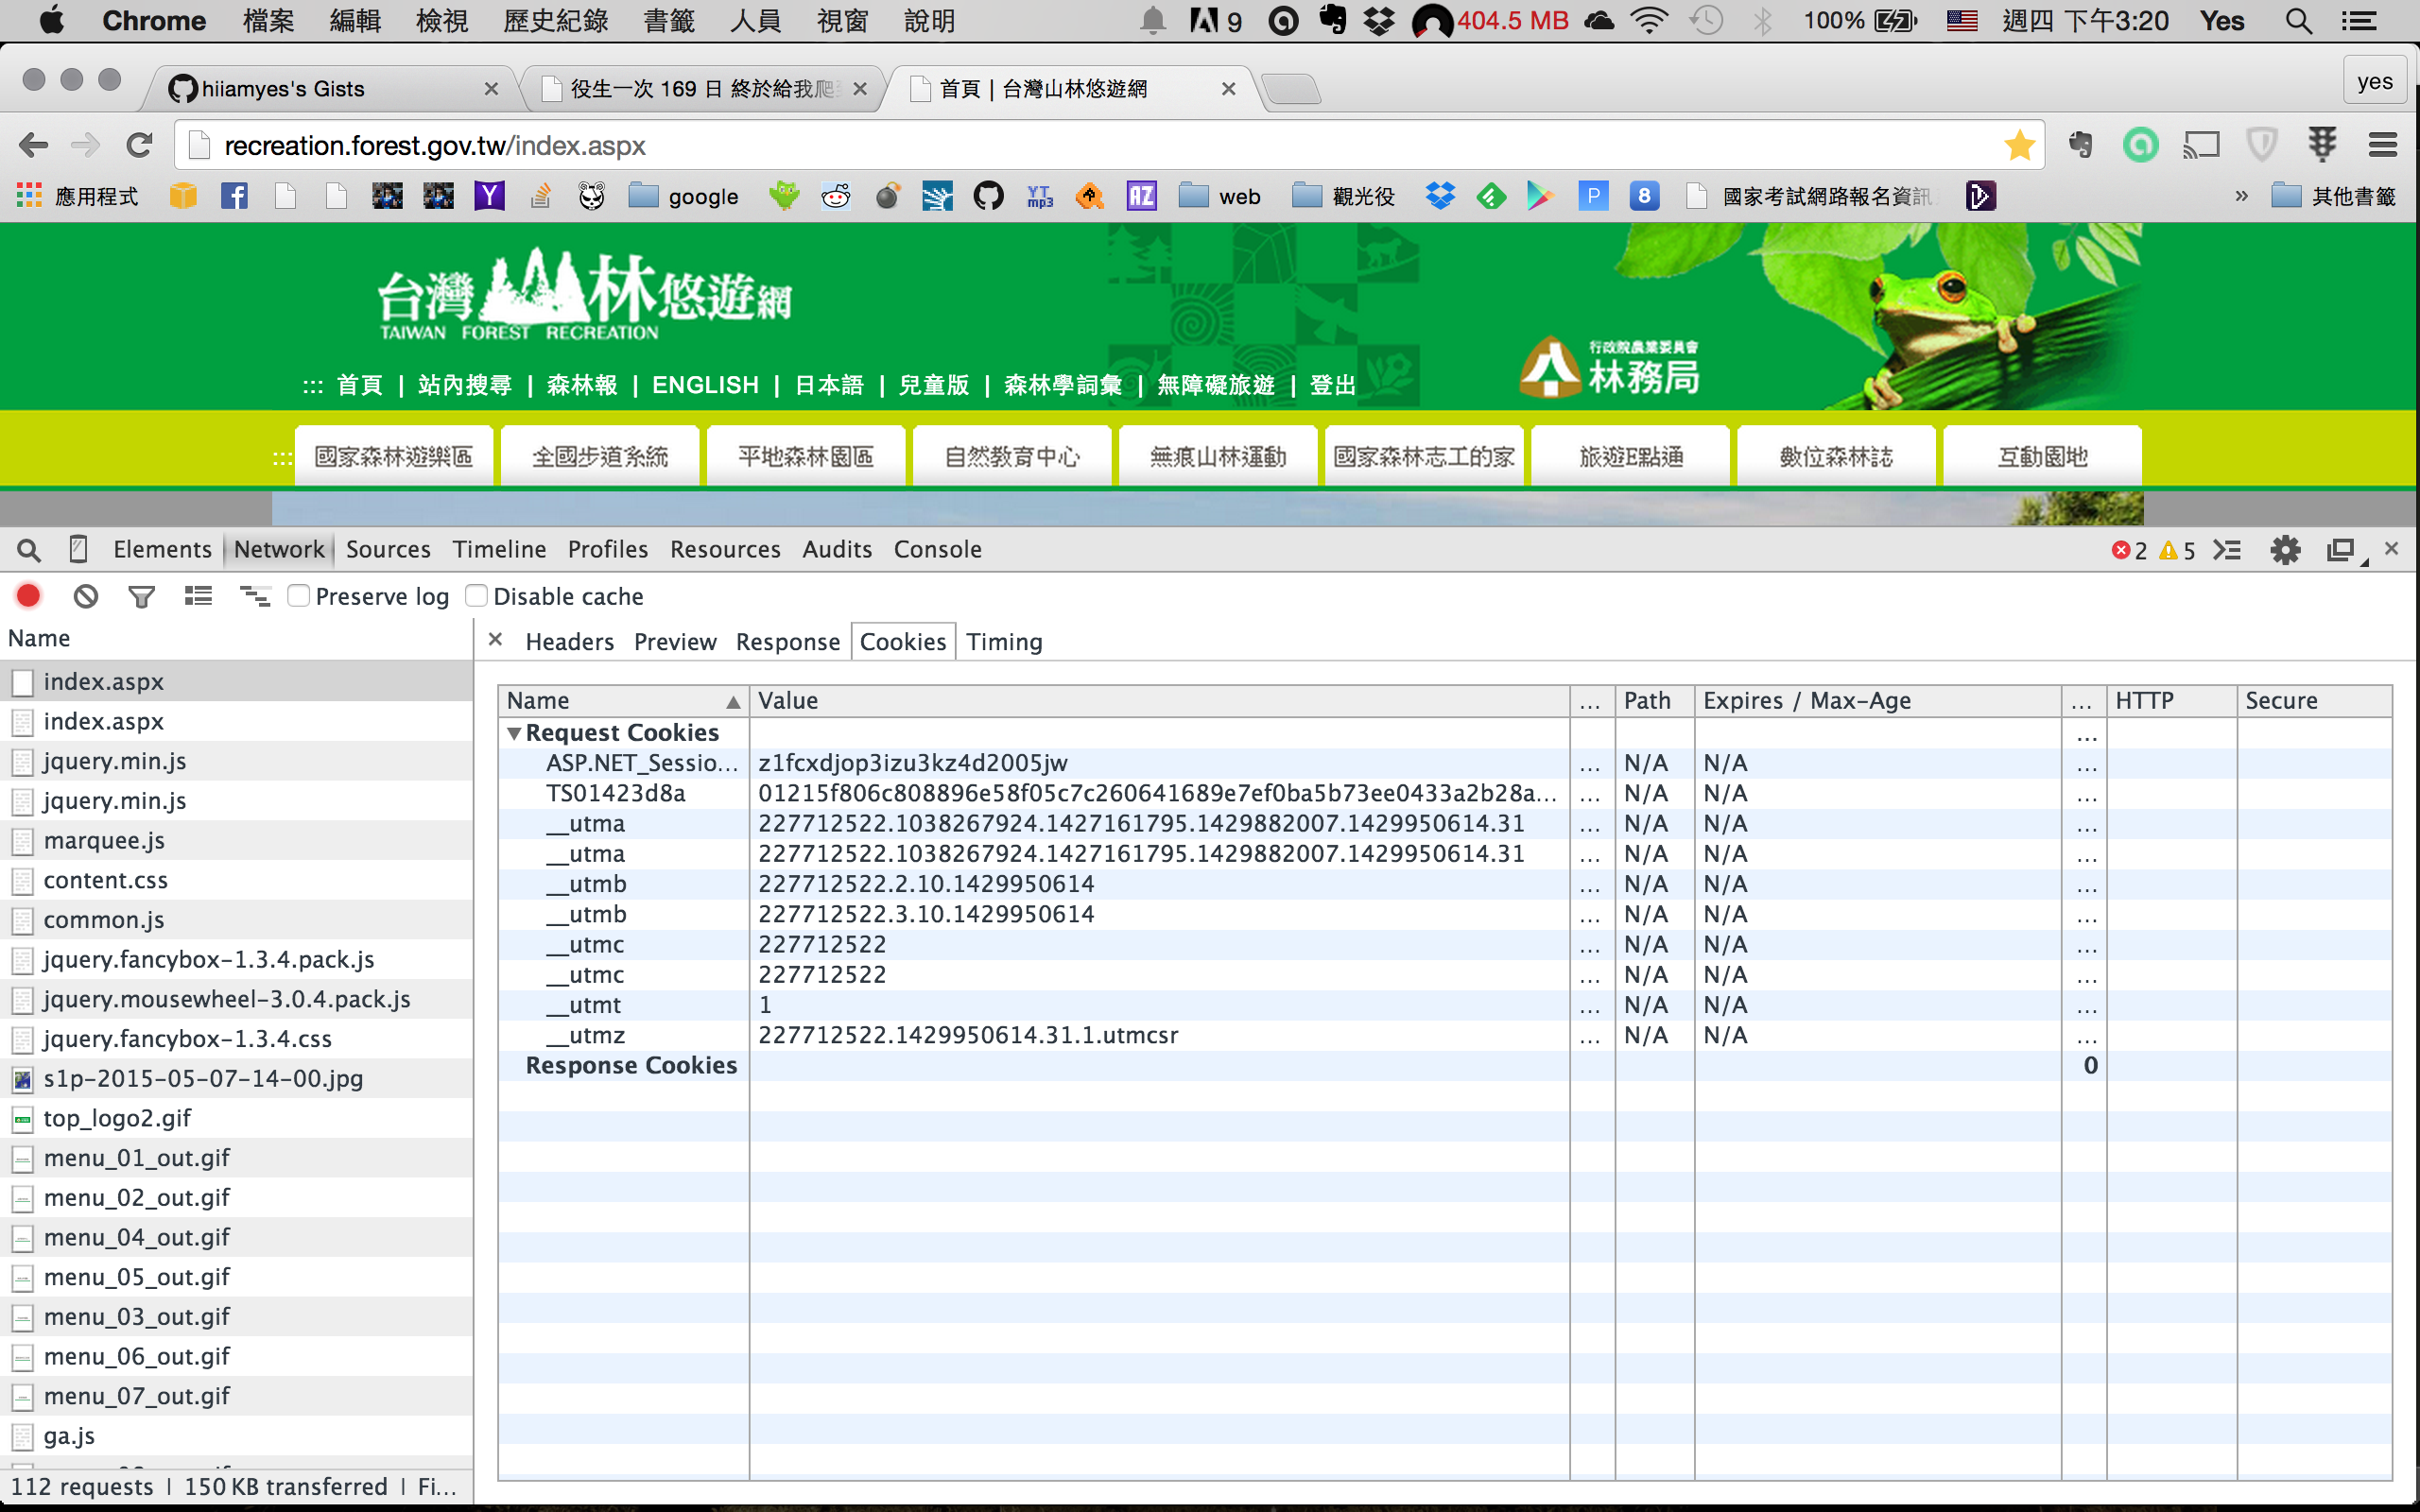 Chrome 檔案 編輯 檢視 歷史紀錄 書籤 人員 視窗 說明 9 404.5 MB 100% 週四 下午3:20 Yes
hiiamyes's Gists 役生一次 169 日 終於給我爬 首頁 | 台灣山林悠遊網 yes
recreation.forest.gov.tw/index.aspx
應用程式 google YT mp3 AZ web 觀光役 P 8 國家考試網路報名資訊 » 其他書籤
台灣山林悠遊網
TAIWAN FOREST RECREATION
行政院農業委員會
林務局
::: 首頁 | 站內搜尋 | 森林報 | ENGLISH | 日本語 | 兒童版 | 森林學詞彙 | 無障礙旅遊 | 登出
::: 國家森林遊樂區 全國步道系統 平地森林園區 自然教育中心 無痕山林運動 國家森林志工的家 旅遊E點通 數位森林誌 互動園地
Elements Network Sources Timeline Profiles Resources Audits Console 2 5
Preserve log Disable cache
Name
index.aspx
index.aspx
jquery.min.js
jquery.min.js
marquee.js
content.css
common.js
jquery.fancybox-1.3.4.pack.js
jquery.mousewheel-3.0.4.pack.js
jquery.fancybox-1.3.4.css
s1p-2015-05-07-14-00.jpg
top_logo2.gif
menu_01_out.gif
menu_02_out.gif
menu_04_out.gif
menu_05_out.gif
menu_03_out.gif
menu_06_out.gif
menu_07_out.gif
ga.js
112 requests | 150 KB transferred | Fi...
Headers Preview Response Cookies Timing
Name Value ... Path Expires / Max-Age ... HTTP Secure
Request Cookies ...
ASP.NET_Sessio... z1fcxdjop3izu3kz4d2005jw ... N/A N/A ...
TS01423d8a 01215f806c808896e58f05c7c260641689e7ef0ba5b73ee0433a2b28a... ... N/A N/A ...
__utma 227712522.1038267924.1427161795.1429882007.1429950614.31 ... N/A N/A ...
__utma 227712522.1038267924.1427161795.1429882007.1429950614.31 ... N/A N/A ...
__utmb 227712522.2.10.1429950614 ... N/A N/A ...
__utmb 227712522.3.10.1429950614 ... N/A N/A ...
__utmc 227712522 ... N/A N/A ...
__utmc 227712522 ... N/A N/A ...
__utmt 1 ... N/A N/A ...
__utmz 227712522.1429950614.31.1.utmcsr ... N/A N/A ...
Response Cookies 0